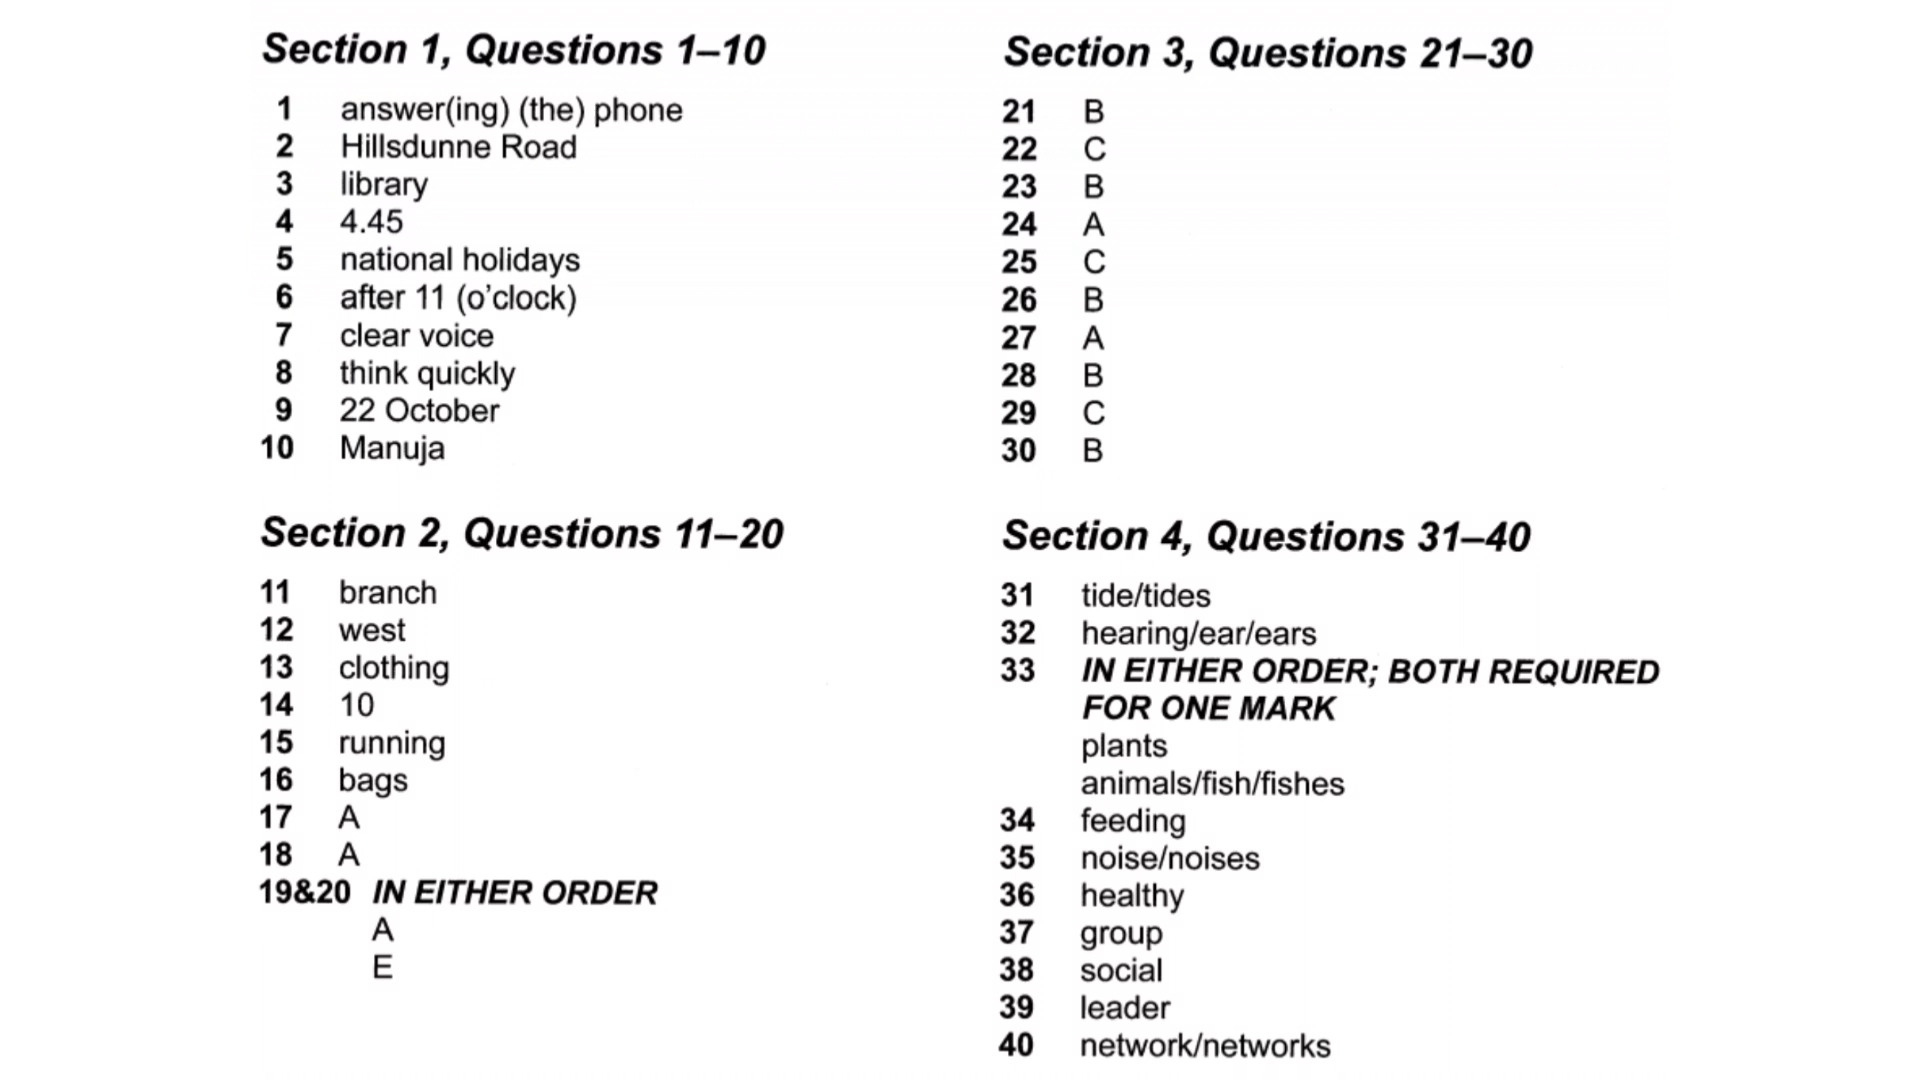 Section 1, Questions 1–10
1 answer(ing) (the) phone
2 Hillsdunne Road
3 library
4 4.45
5 national holidays
6 after 11 (o’clock)
7 clear voice
8 think quickly
9 22 October
10 Manuja
Section 2, Questions 11–20
11 branch
12 west
13 clothing
14 10
15 running
16 bags
17 A
18 A
19&20 IN EITHER ORDER
A
E
Section 3, Questions 21–30
21 B
22 C
23 B
24 A
25 C
26 B
27 A
28 B
29 C
30 B
Section 4, Questions 31–40
31 tide/tides
32 hearing/ear/ears
33 IN EITHER ORDER; BOTH REQUIRED
FOR ONE MARK
plants
animals/fish/fishes
34 feeding
35 noise/noises
36 healthy
37 group
38 social
39 leader
40 network/networks